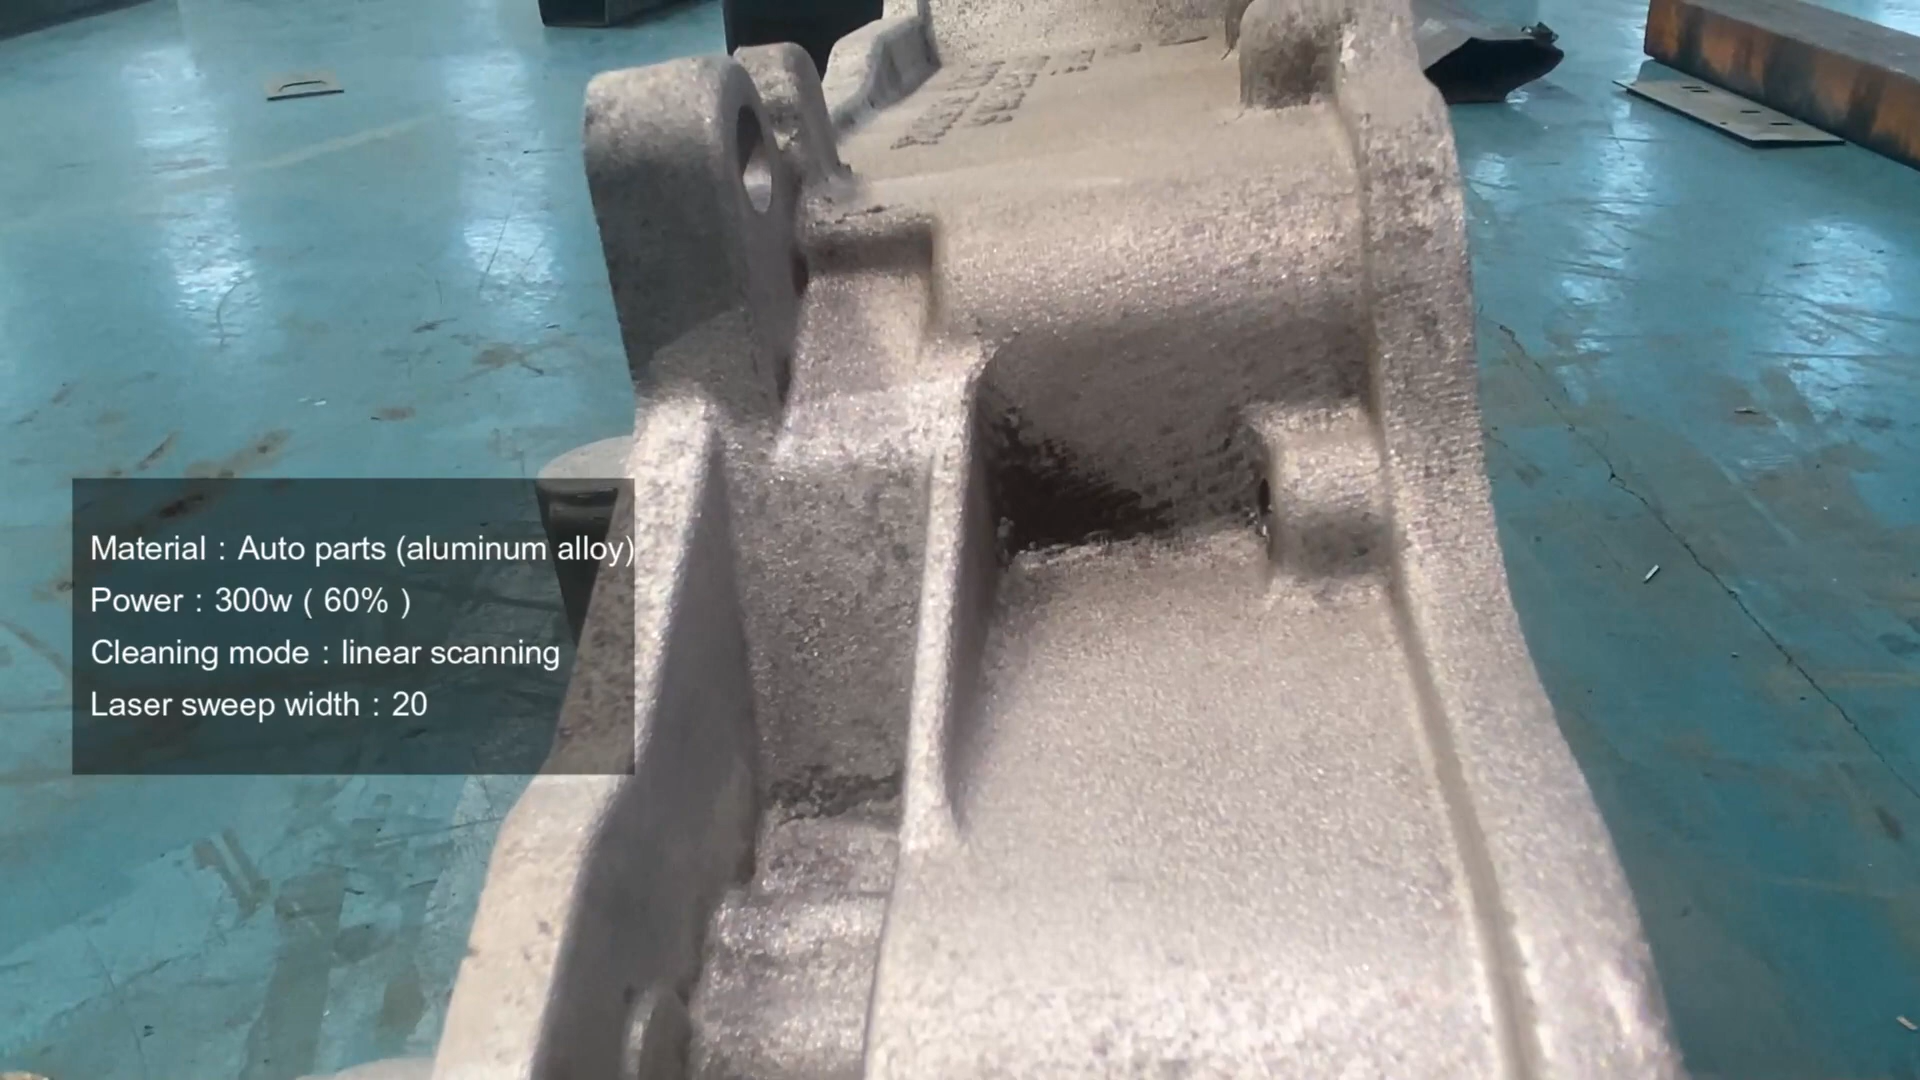 Material : Auto parts (aluminum alloy)
Power : 300w ( 60% )
Cleaning mode : linear scanning
Laser sweep width : 20